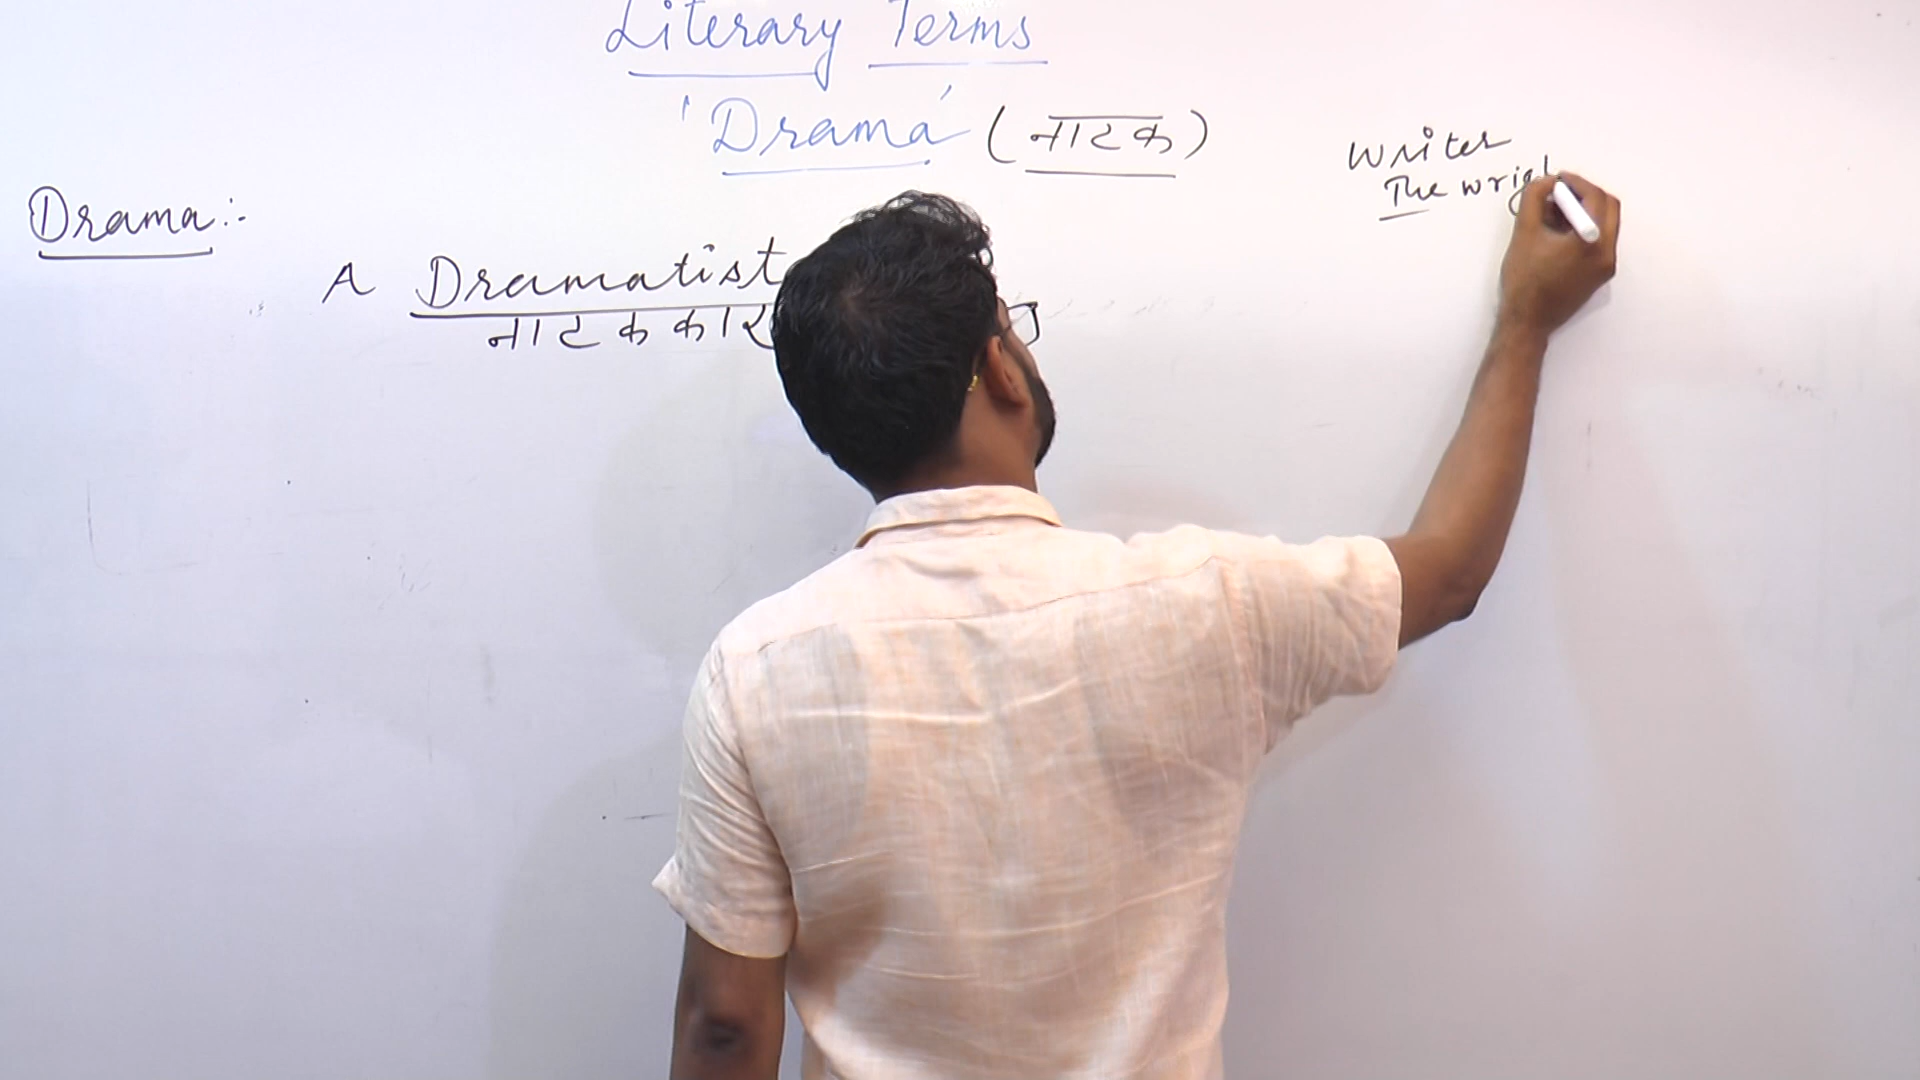 Literary Terms
'Drama' (नाटक)
Writer
The wrigh
Drama:-
A Dramatist
नाटककार